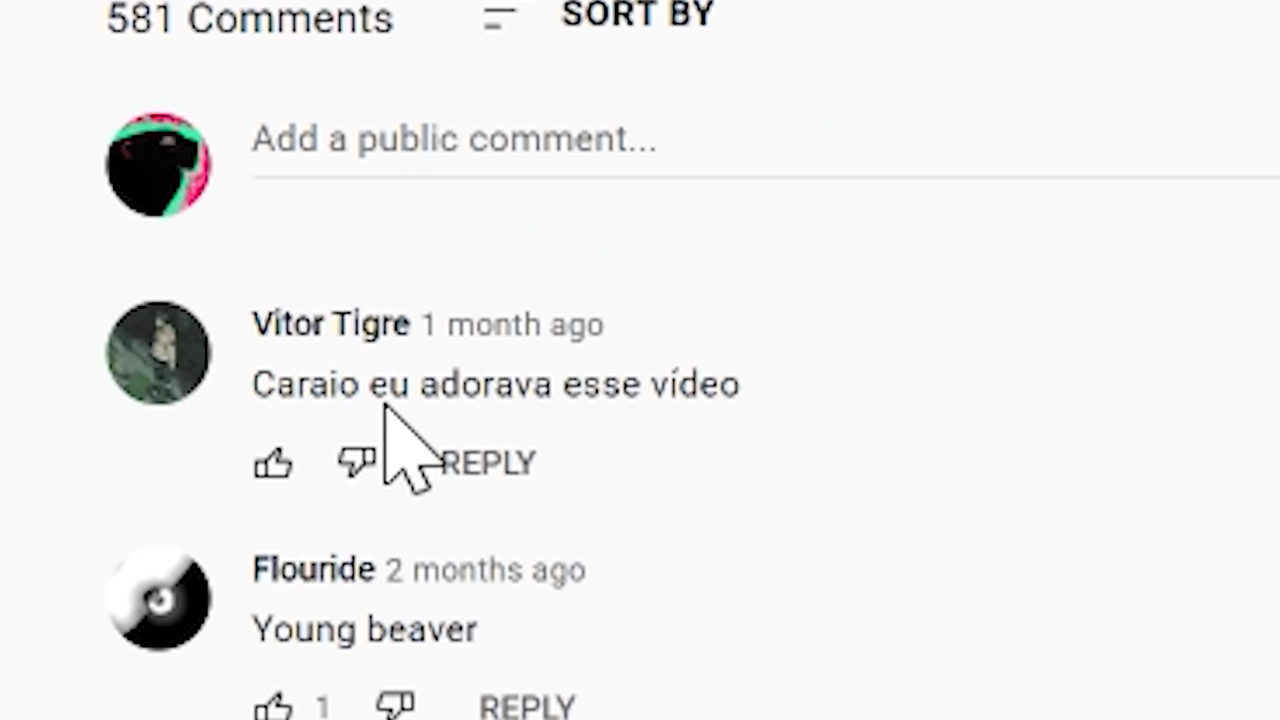 581 Comments SORT BY
Add a public comment...
Vitor Tigre 1 month ago
Caraio eu adorava esse vídeo
REPLY
Flouride 2 months ago
Young beaver
1 REPLY